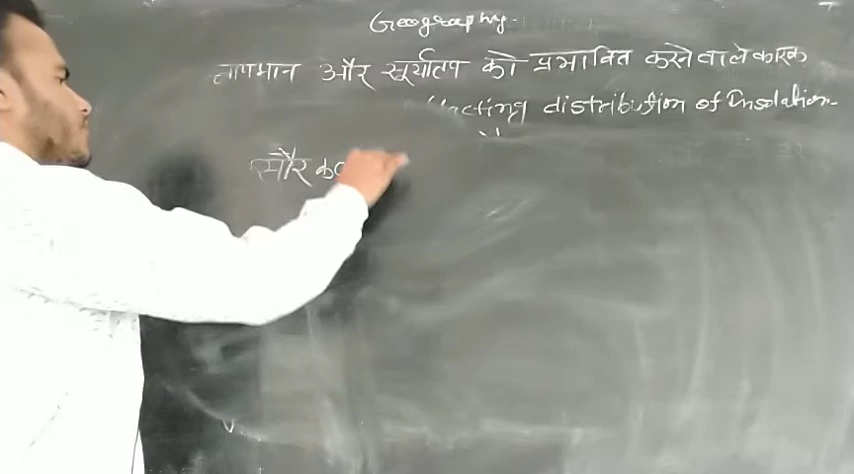 Geography.
तापमान और सूर्यातप को प्रभावित करने वाले कारक
distribution of Insolation
सौर